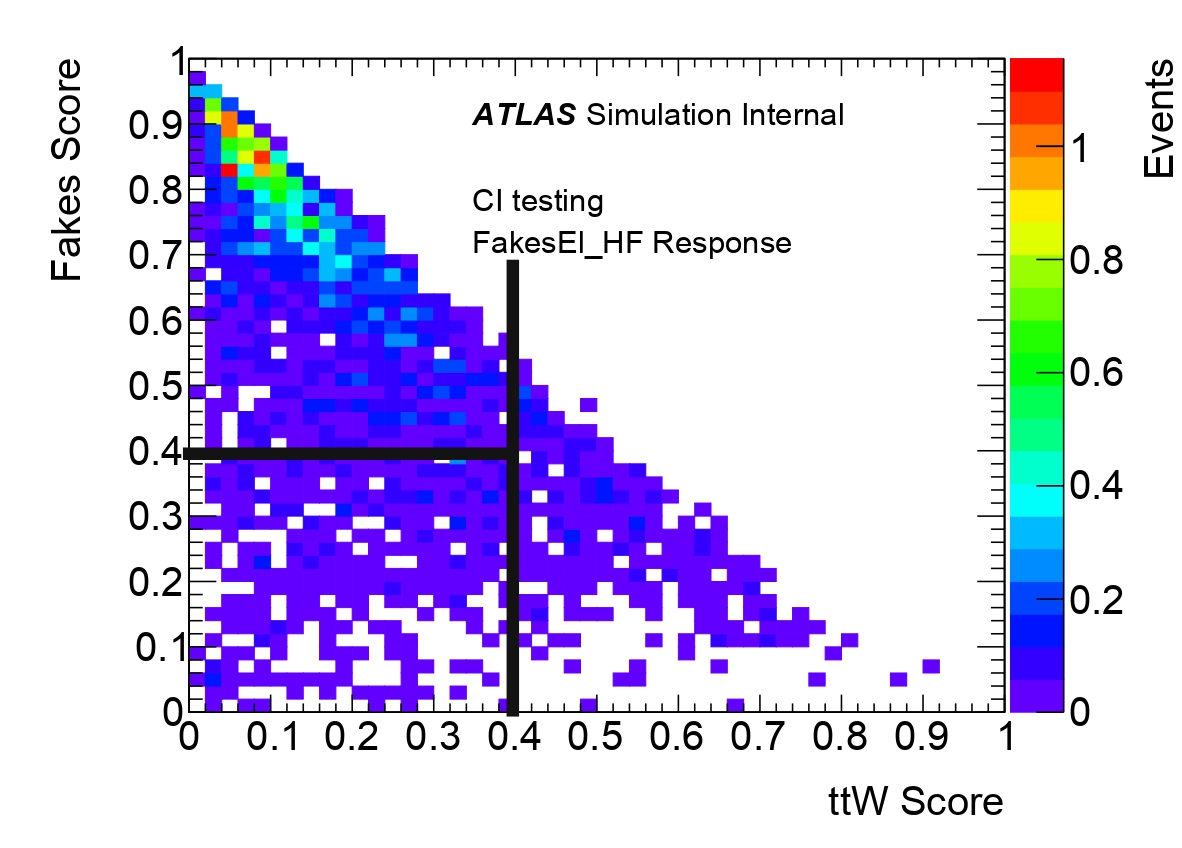 Fakes Score
1
0.9
0.8
0.7
0.6
0.5
0.4
0.3
0.2
0.1
0
ATLAS Simulation Internal
CI testing
FakesEl_HF Response
Events
1
0.8
0.6
0.4
0.2
0
0 0.1 0.2 0.3 0.4 0.5 0.6 0.7 0.8 0.9 1
ttW Score